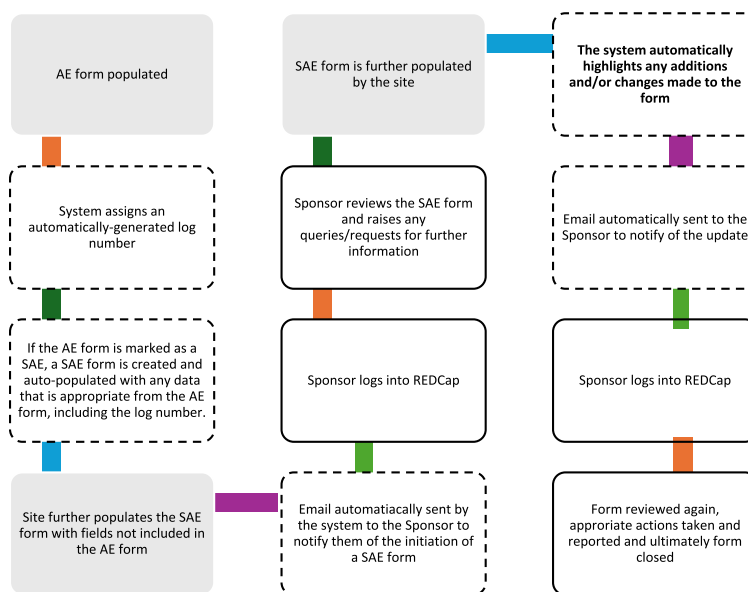 AE form populated
System assigns an
automatically-generated log
number
If the AE form is marked as a
SAE, a SAE form is created and
auto-populated with any data
that is appropriate from the AE
form, including the log number.
Site further populates the SAE
form with fields not included in
the AE form
Email automatiacally sent by
the system to the Sponsor to
notify them of the initiation of
a SAE form
Sponsor logs into REDCap
Sponsor reviews the SAE form
and raises any
queries/requests for further
information
SAE form is further populated
by the site
The system automatically
highlights any additions
and/or changes made to the
form
Email automatically sent to the
Sponsor to notify of the update
Sponsor logs into REDCap
Form reviewed again,
approriate actions taken and
reported and ultimately form
closed